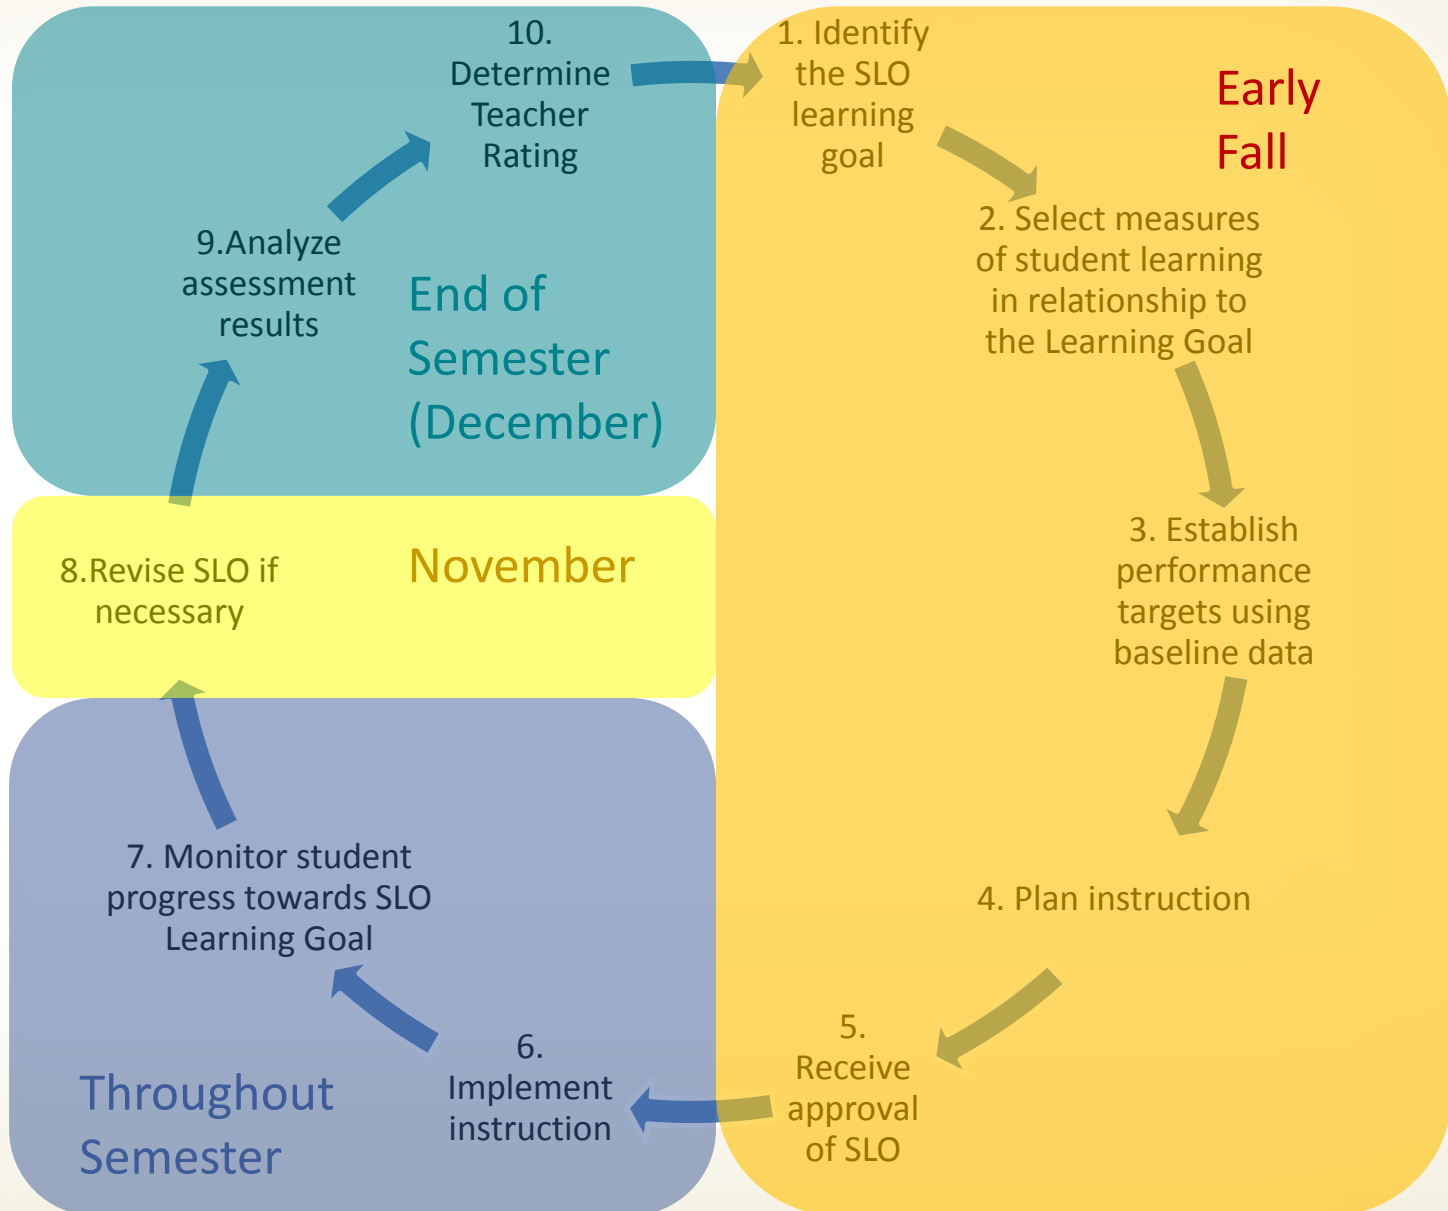 10.
Determine
Teacher
Rating
1. Identify
the SLO
learning
goal
Early
Fall
2. Select measures
of student learning
in relationship to
the Learning Goal
3. Establish
performance
targets using
baseline data
4. Plan instruction
5.
Receive
approval
of SLO
6.
Implement
instruction
Throughout
Semester
7. Monitor student
progress towards SLO
Learning Goal
8.Revise SLO if
necessary
November
9.Analyze
assessment
results
End of
Semester
(December)